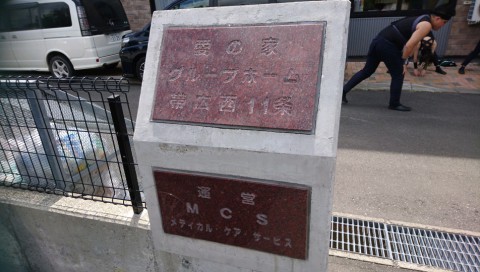 愛の家
グループホーム
帯広西11条
運営
MCS
メディカル・ケア・サービス